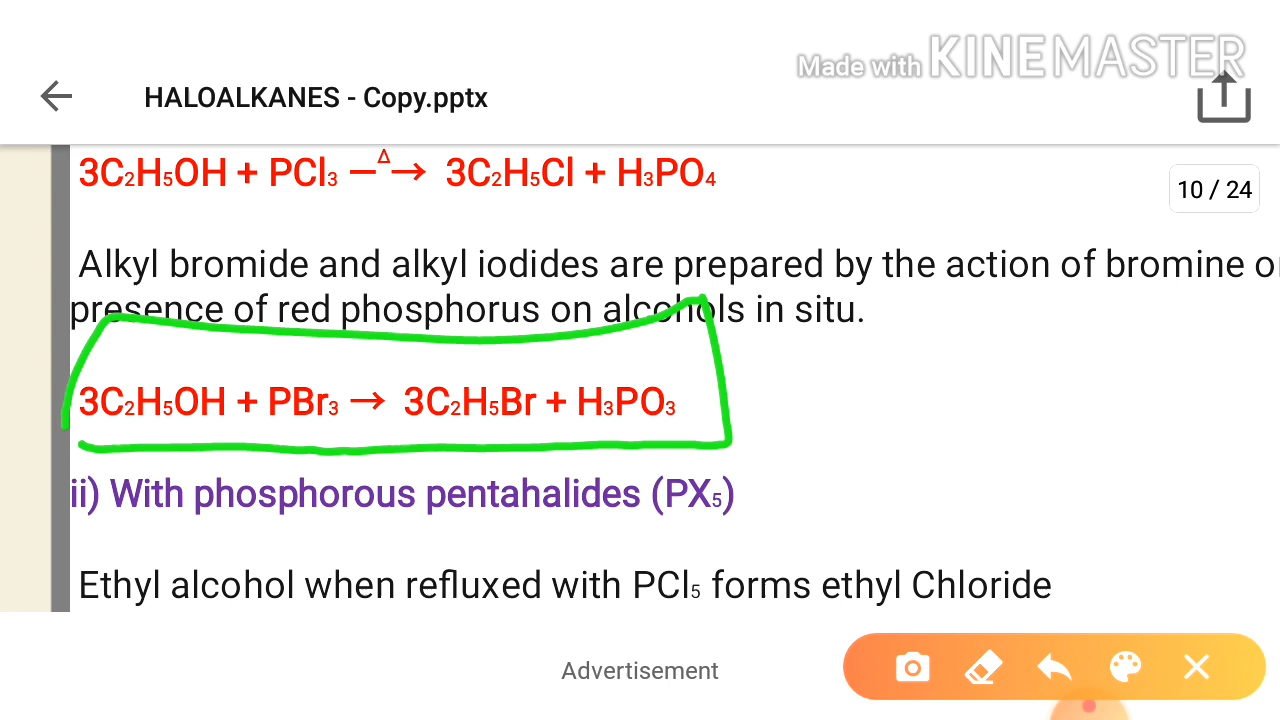 Made with KINEMASTER
HALOALKANES - Copy.pptx
3C₂H₅OH + PCl₃ —Δ→ 3C₂H₅Cl + H₃PO₄
10 / 24
Alkyl bromide and alkyl iodides are prepared by the action of bromine
presence of red phosphorus on alcohols in situ.
3C₂H₅OH + PBr₃ → 3C₂H₅Br + H₃PO₃
ii) With phosphorous pentahalides (PX₅)
Ethyl alcohol when refluxed with PCl₅ forms ethyl Chloride
Advertisement